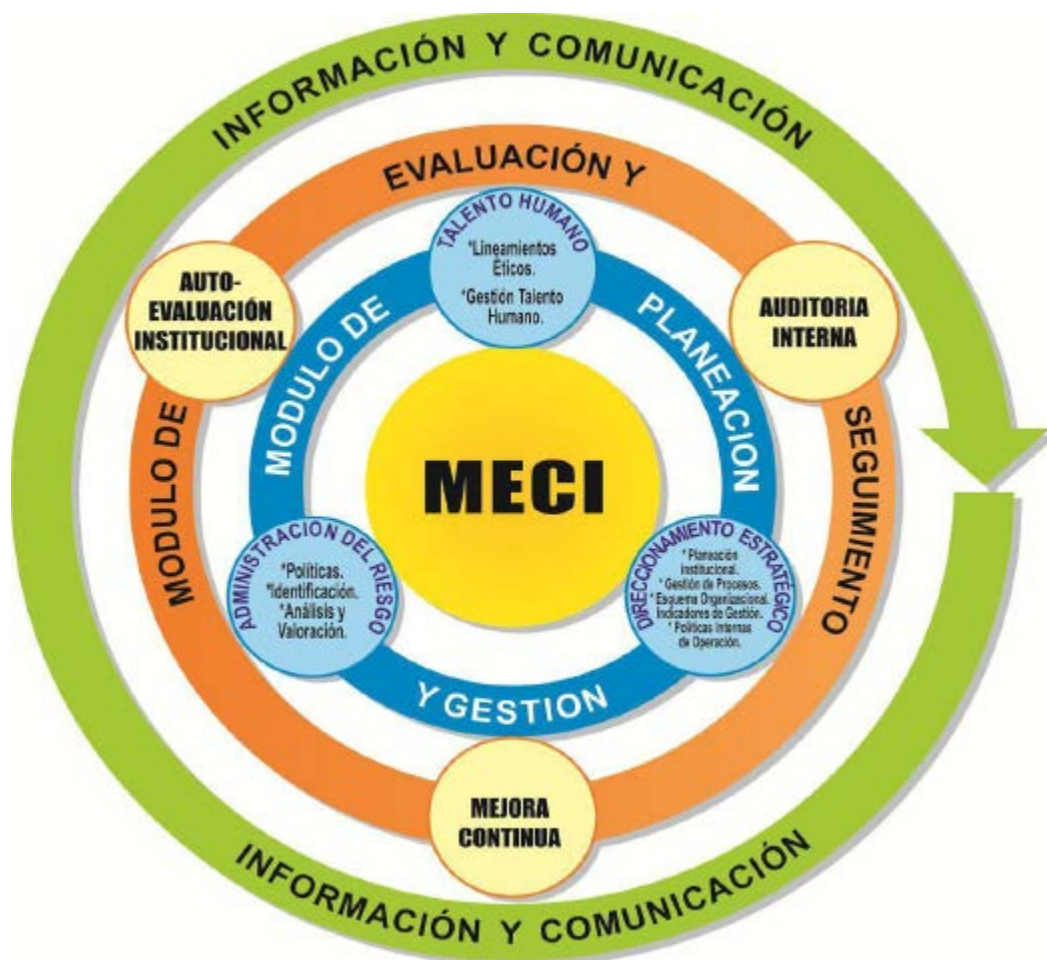 INFORMACIÓN Y COMUNICACIÓN
EVALUACIÓN Y
TALENTO HUMANO
*Lineamientos
Éticos.
*Gestión Talento
Humano.
AUTO-
EVALUACIÓN
INSTITUCIONAL
AUDITORIA
INTERNA
MODULO DE
PLANEACION
MECI
MODULO DE
SEGUIMIENTO
ADMINISTRACION DEL RIESGO
*Políticas.
*Identificación.
*Análisis y
Valoración.
DIRECCIONAMIENTO ESTRATÉGICO
* Planeación
Institucional.
* Gestión de Procesos.
* Esquema Organizacional.
Indicadores de Gestión.
* Políticas Internas
de Operación.
Y GESTION
MEJORA
CONTINUA
INFORMACIÓN Y COMUNICACIÓN